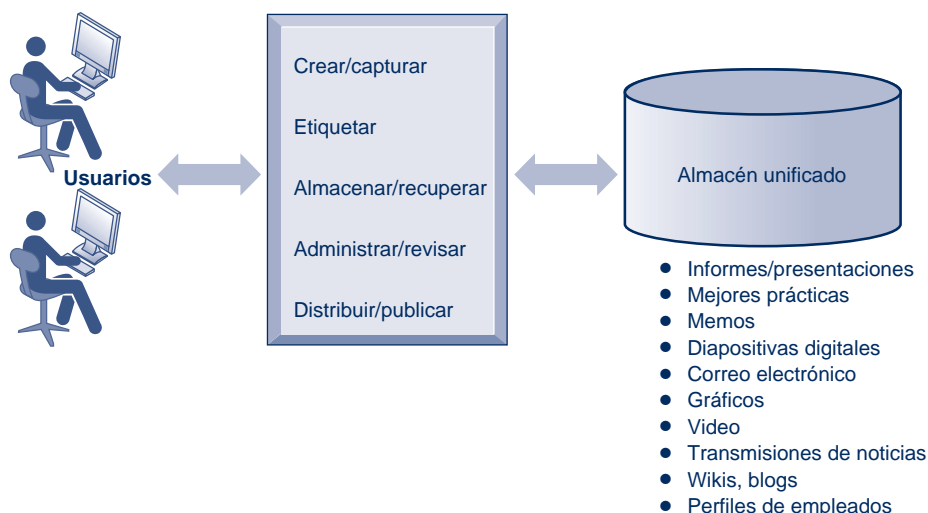 Usuarios
Crear/capturar
Etiquetar
Almacenar/recuperar
Administrar/revisar
Distribuir/publicar
Almacén unificado
Informes/presentaciones
Mejores prácticas
Memos
Diapositivas digitales
Correo electrónico
Gráficos
Video
Transmisiones de noticias
Wikis, blogs
Perfiles de empleados